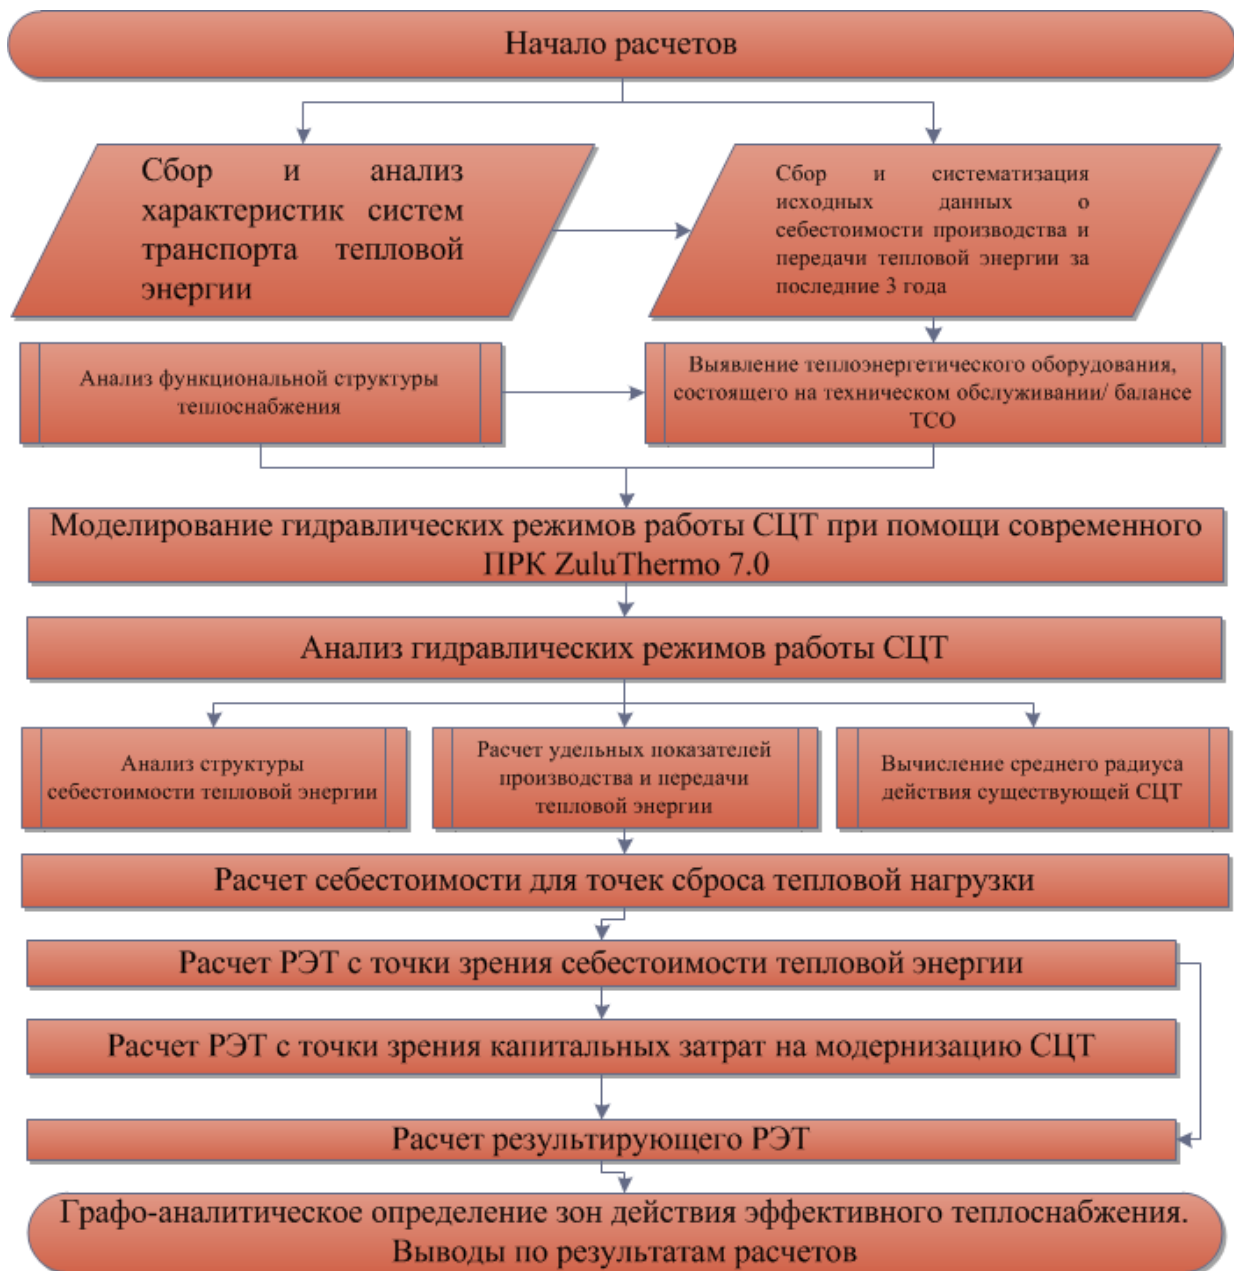 Начало расчетов
Сбор и анализ
характеристик систем
транспорта тепловой
энергии
Сбор и систематизация
исходных данных о
себестоимости производства и
передачи тепловой энергии за
последние 3 года
Анализ функциональной структуры
теплоснабжения
Выявление теплоэнергетического оборудования,
состоящего на техническом обслуживании/ балансе
ТСО
Моделирование гидравлических режимов работы СЦТ при помощи современного
ПРК ZuluThermo 7.0
Анализ гидравлических режимов работы СЦТ
Анализ структуры
себестоимости тепловой энергии
Расчет удельных показателей
производства и передачи
тепловой энергии
Вычисление среднего радиуса
действия существующей СЦТ
Расчет себестоимости для точек сброса тепловой нагрузки
Расчет РЭТ с точки зрения себестоимости тепловой энергии
Расчет РЭТ с точки зрения капитальных затрат на модернизацию СЦТ
Расчет результирующего РЭТ
Графо-аналитическое определение зон действия эффективного теплоснабжения.
Выводы по результатам расчетов